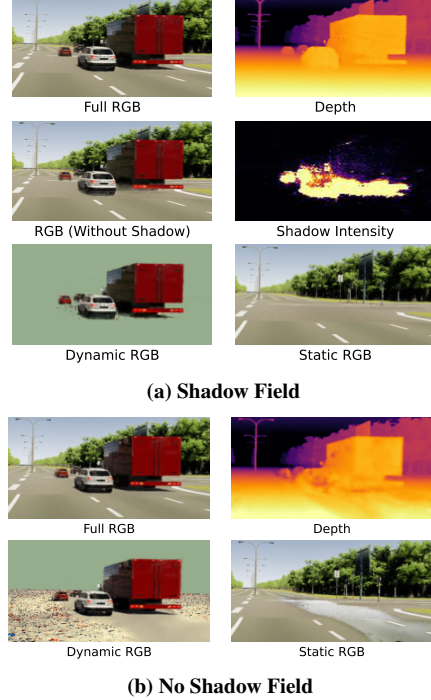 Full RGB
Depth
RGB (Without Shadow)
Shadow Intensity
Dynamic RGB
Static RGB
(a) Shadow Field
Full RGB
Depth
Dynamic RGB
Static RGB
(b) No Shadow Field